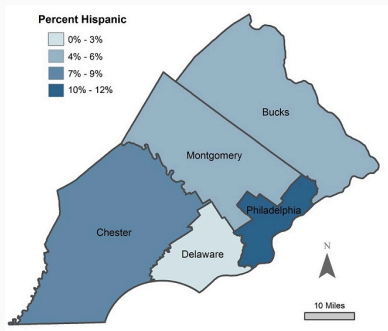 Percent Hispanic
0% - 3%
4% - 6%
7% - 9%
10% - 12%
Bucks
Montgomery
Philadelphia
Chester
Delaware
N
10 Miles